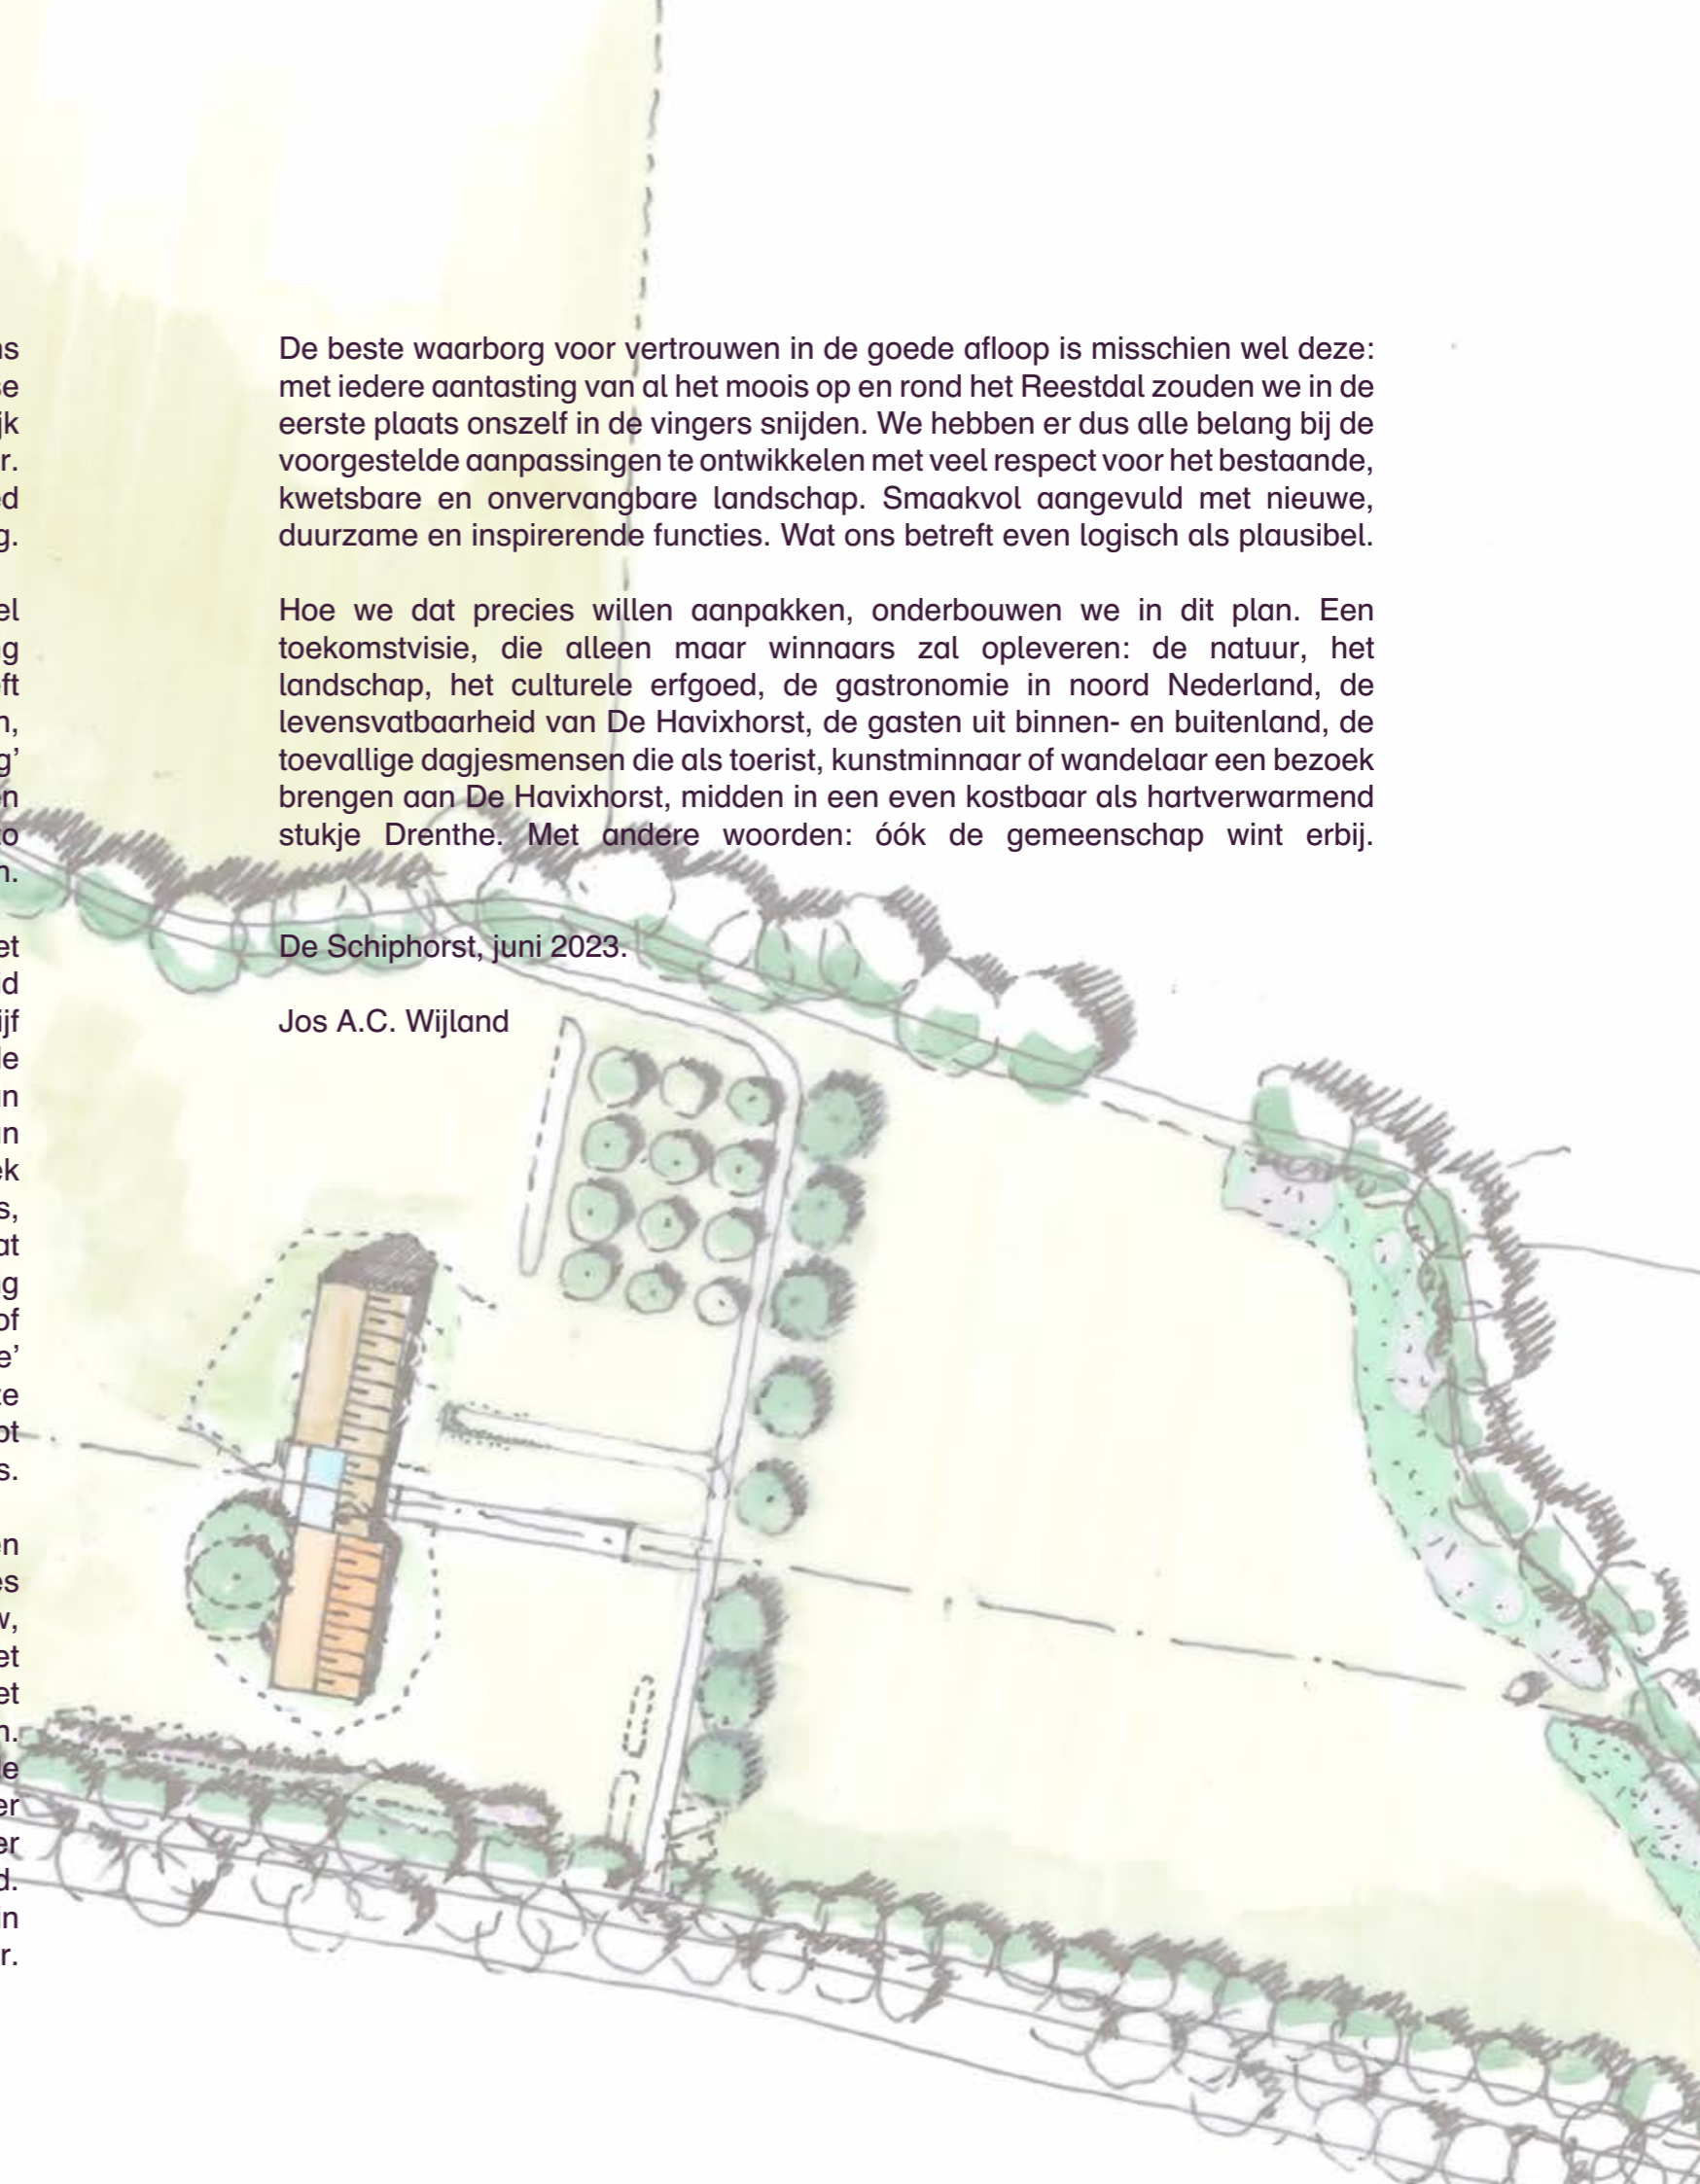 De beste waarborg voor vertrouwen in de goede afloop is misschien wel deze:
met iedere aantasting van al het moois op en rond het Reestdal zouden we in de
eerste plaats onszelf in de vingers snijden. We hebben er dus alle belang bij de
voorgestelde aanpassingen te ontwikkelen met veel respect voor het bestaande,
kwetsbare en onvervangbare landschap. Smaakvol aangevuld met nieuwe,
duurzame en inspirerende functies. Wat ons betreft even logisch als plausibel.
Hoe we dat precies willen aanpakken, onderbouwen we in dit plan. Een
toekomstvisie, die alleen maar winnaars zal opleveren: de natuur, het
landschap, het culturele erfgoed, de gastronomie in noord Nederland, de
levensvatbaarheid van De Havixhorst, de gasten uit binnen- en buitenland, de
toevallige dagjesmensen die als toerist, kunstminnaar of wandelaar een bezoek
brengen aan De Havixhorst, midden in een even kostbaar als hartverwarmend
stukje Drenthe. Met andere woorden: óók de gemeenschap wint erbij.
De Schiphorst, juni 2023.
Jos A.C. Wijland